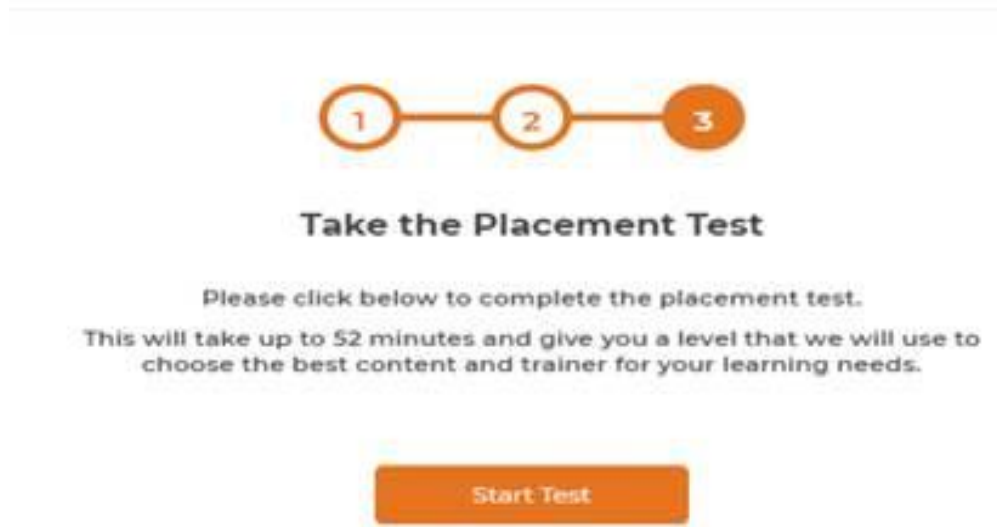 1 2 3
Take the Placement Test
Please click below to complete the placement test.
This will take up to 52 minutes and give you a level that we will use to
choose the best content and trainer for your learning needs.
Start Test